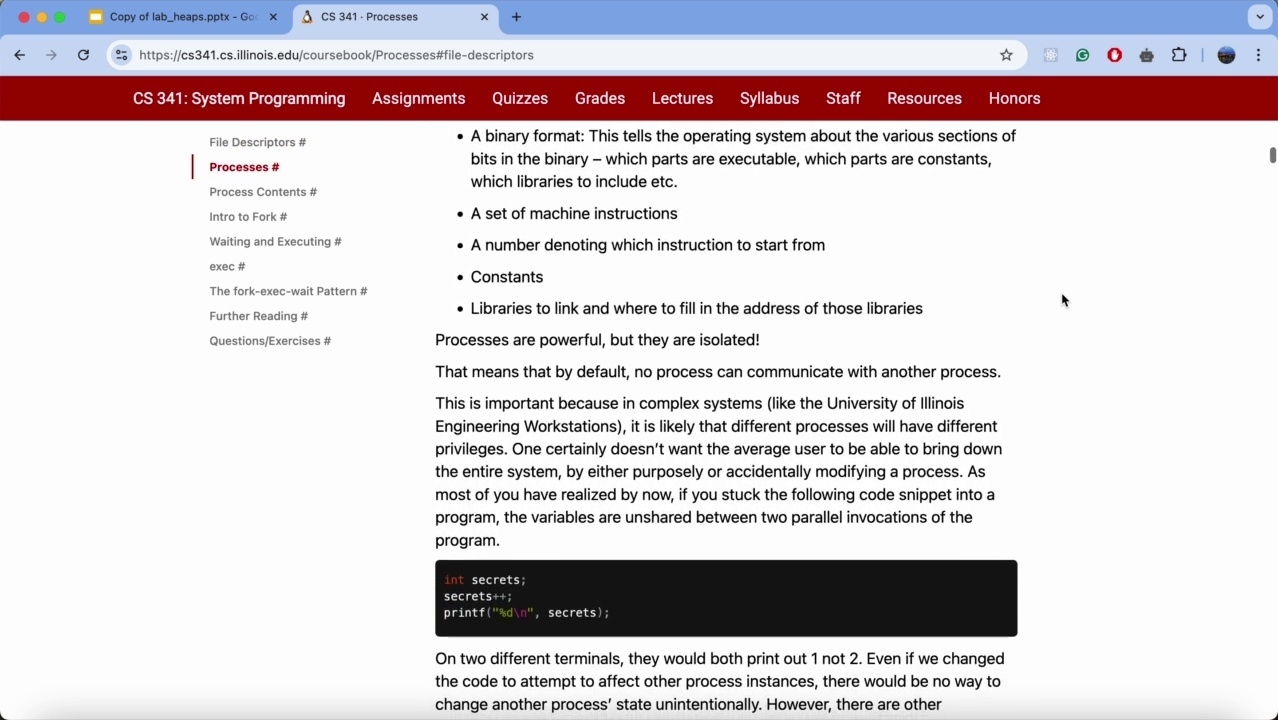 Copy of lab_heaps.pptx - Goo
CS 341 · Processes
https://cs341.cs.illinois.edu/coursebook/Processes#file-descriptors
CS 341: System Programming Assignments Quizzes Grades Lectures Syllabus Staff Resources Honors
File Descriptors #
Processes #
Process Contents #
Intro to Fork #
Waiting and Executing #
exec #
The fork-exec-wait Pattern #
Further Reading #
Questions/Exercises #
• A binary format: This tells the operating system about the various sections of
bits in the binary – which parts are executable, which parts are constants,
which libraries to include etc.
• A set of machine instructions
• A number denoting which instruction to start from
• Constants
• Libraries to link and where to fill in the address of those libraries
Processes are powerful, but they are isolated!
That means that by default, no process can communicate with another process.
This is important because in complex systems (like the University of Illinois
Engineering Workstations), it is likely that different processes will have different
privileges. One certainly doesn't want the average user to be able to bring down
the entire system, by either purposely or accidentally modifying a process. As
most of you have realized by now, if you stuck the following code snippet into a
program, the variables are unshared between two parallel invocations of the
program.
int secrets;
secrets++;
printf("%d\n", secrets);
On two different terminals, they would both print out 1 not 2. Even if we changed
the code to attempt to affect other process instances, there would be no way to
change another process' state unintentionally. However, there are other